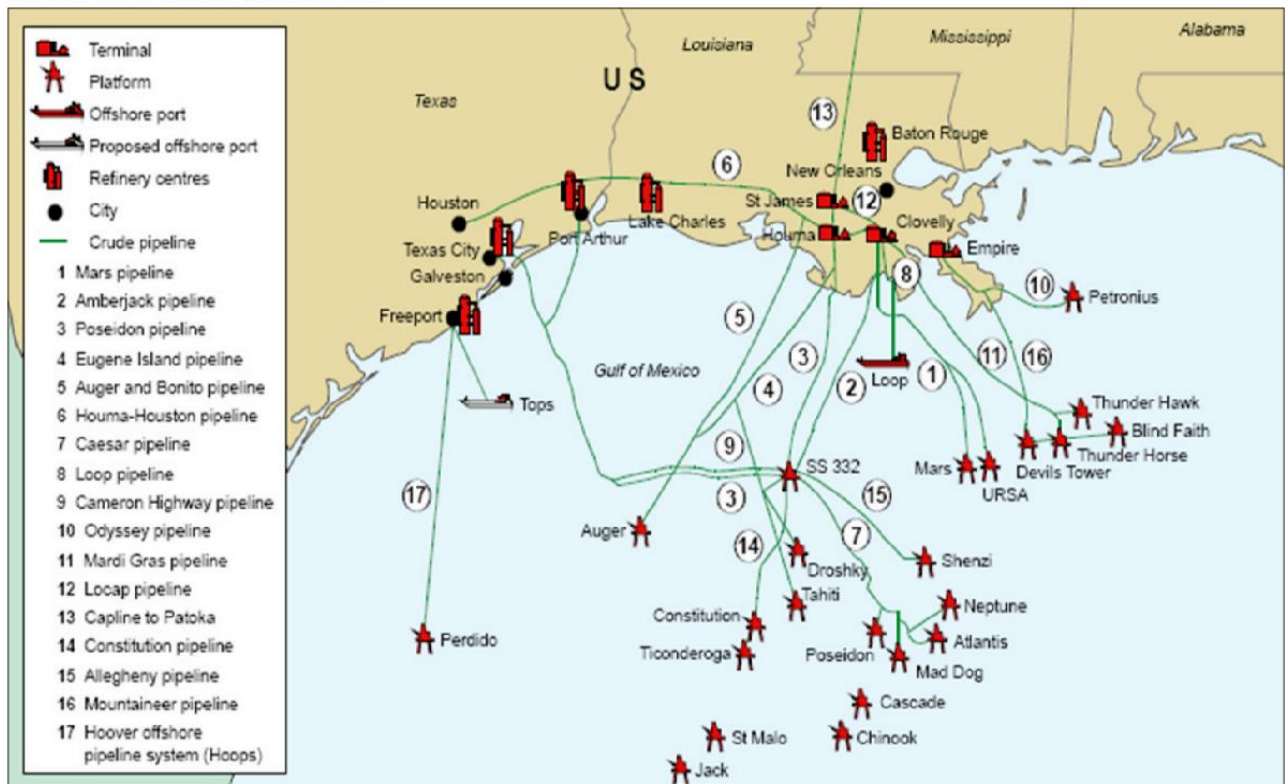 Terminal
Platform
Offshore port
Proposed offshore port
Refinery centres
City
Crude pipeline
1 Mars pipeline
2 Amberjack pipeline
3 Poseidon pipeline
4 Eugene Island pipeline
5 Auger and Bonito pipeline
6 Houma-Houston pipeline
7 Caesar pipeline
8 Loop pipeline
9 Cameron Highway pipeline
10 Odyssey pipeline
11 Mardi Gras pipeline
12 Locap pipeline
13 Capline to Patoka
14 Constitution pipeline
15 Allegheny pipeline
16 Mountaineer pipeline
17 Hoover offshore
pipeline system (Hoops)
Texas
Louisiana
Mississippi
Alabama
U S
13
Baton Rouge
6
New Orleans
St James
12
Houston
Lake Charles
Clovelly
Port Arthur
Houma
Empire
Texas City
Galveston
8
10
Petronius
Freeport
5
3
16
Gulf of Mexico
4
2
Loop
1
11
Tops
Thunder Hawk
Blind Faith
9
SS 332
Mars
URSA
Devils Tower
Thunder Horse
17
3
15
Auger
14
7
Droshky
Shenzi
Tahiti
Constitution
Neptune
Perdido
Ticonderoga
Poseidon
Atlantis
Mad Dog
Cascade
St Malo
Chinook
Jack